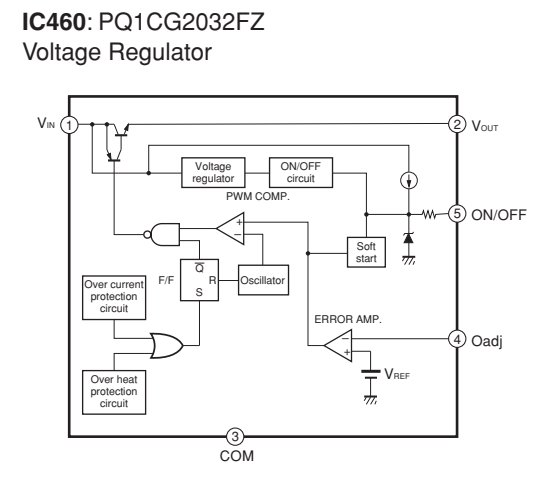 IC460: PQ1CG2032FZ
Voltage Regulator
VIN 1
2 VOUT
Voltage
regulator
ON/OFF
circuit
PWM COMP.
5 ON/OFF
+
−
Soft
start
Q
F/F
R
S
Oscillator
Over current
protection
circuit
ERROR AMP.
−
+
4 Oadj
VREF
Over heat
protection
circuit
3
COM